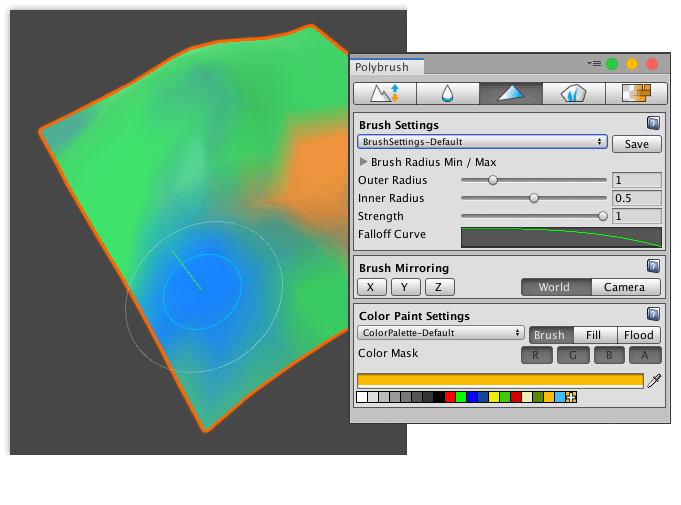 Polybrush
Brush Settings
BrushSettings-Default
Save
Brush Radius Min / Max
Outer Radius 1
Inner Radius 0.5
Strength 1
Falloff Curve
Brush Mirroring
X Y Z World Camera
Color Paint Settings
ColorPalette-Default Brush Fill Flood
Color Mask R G B A